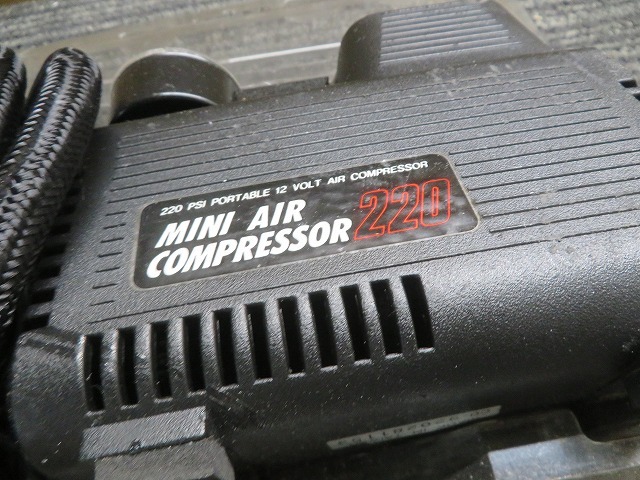 220 PSI PORTABLE 12 VOLT AIR COMPRESSOR
MINI AIR
COMPRESSOR 220